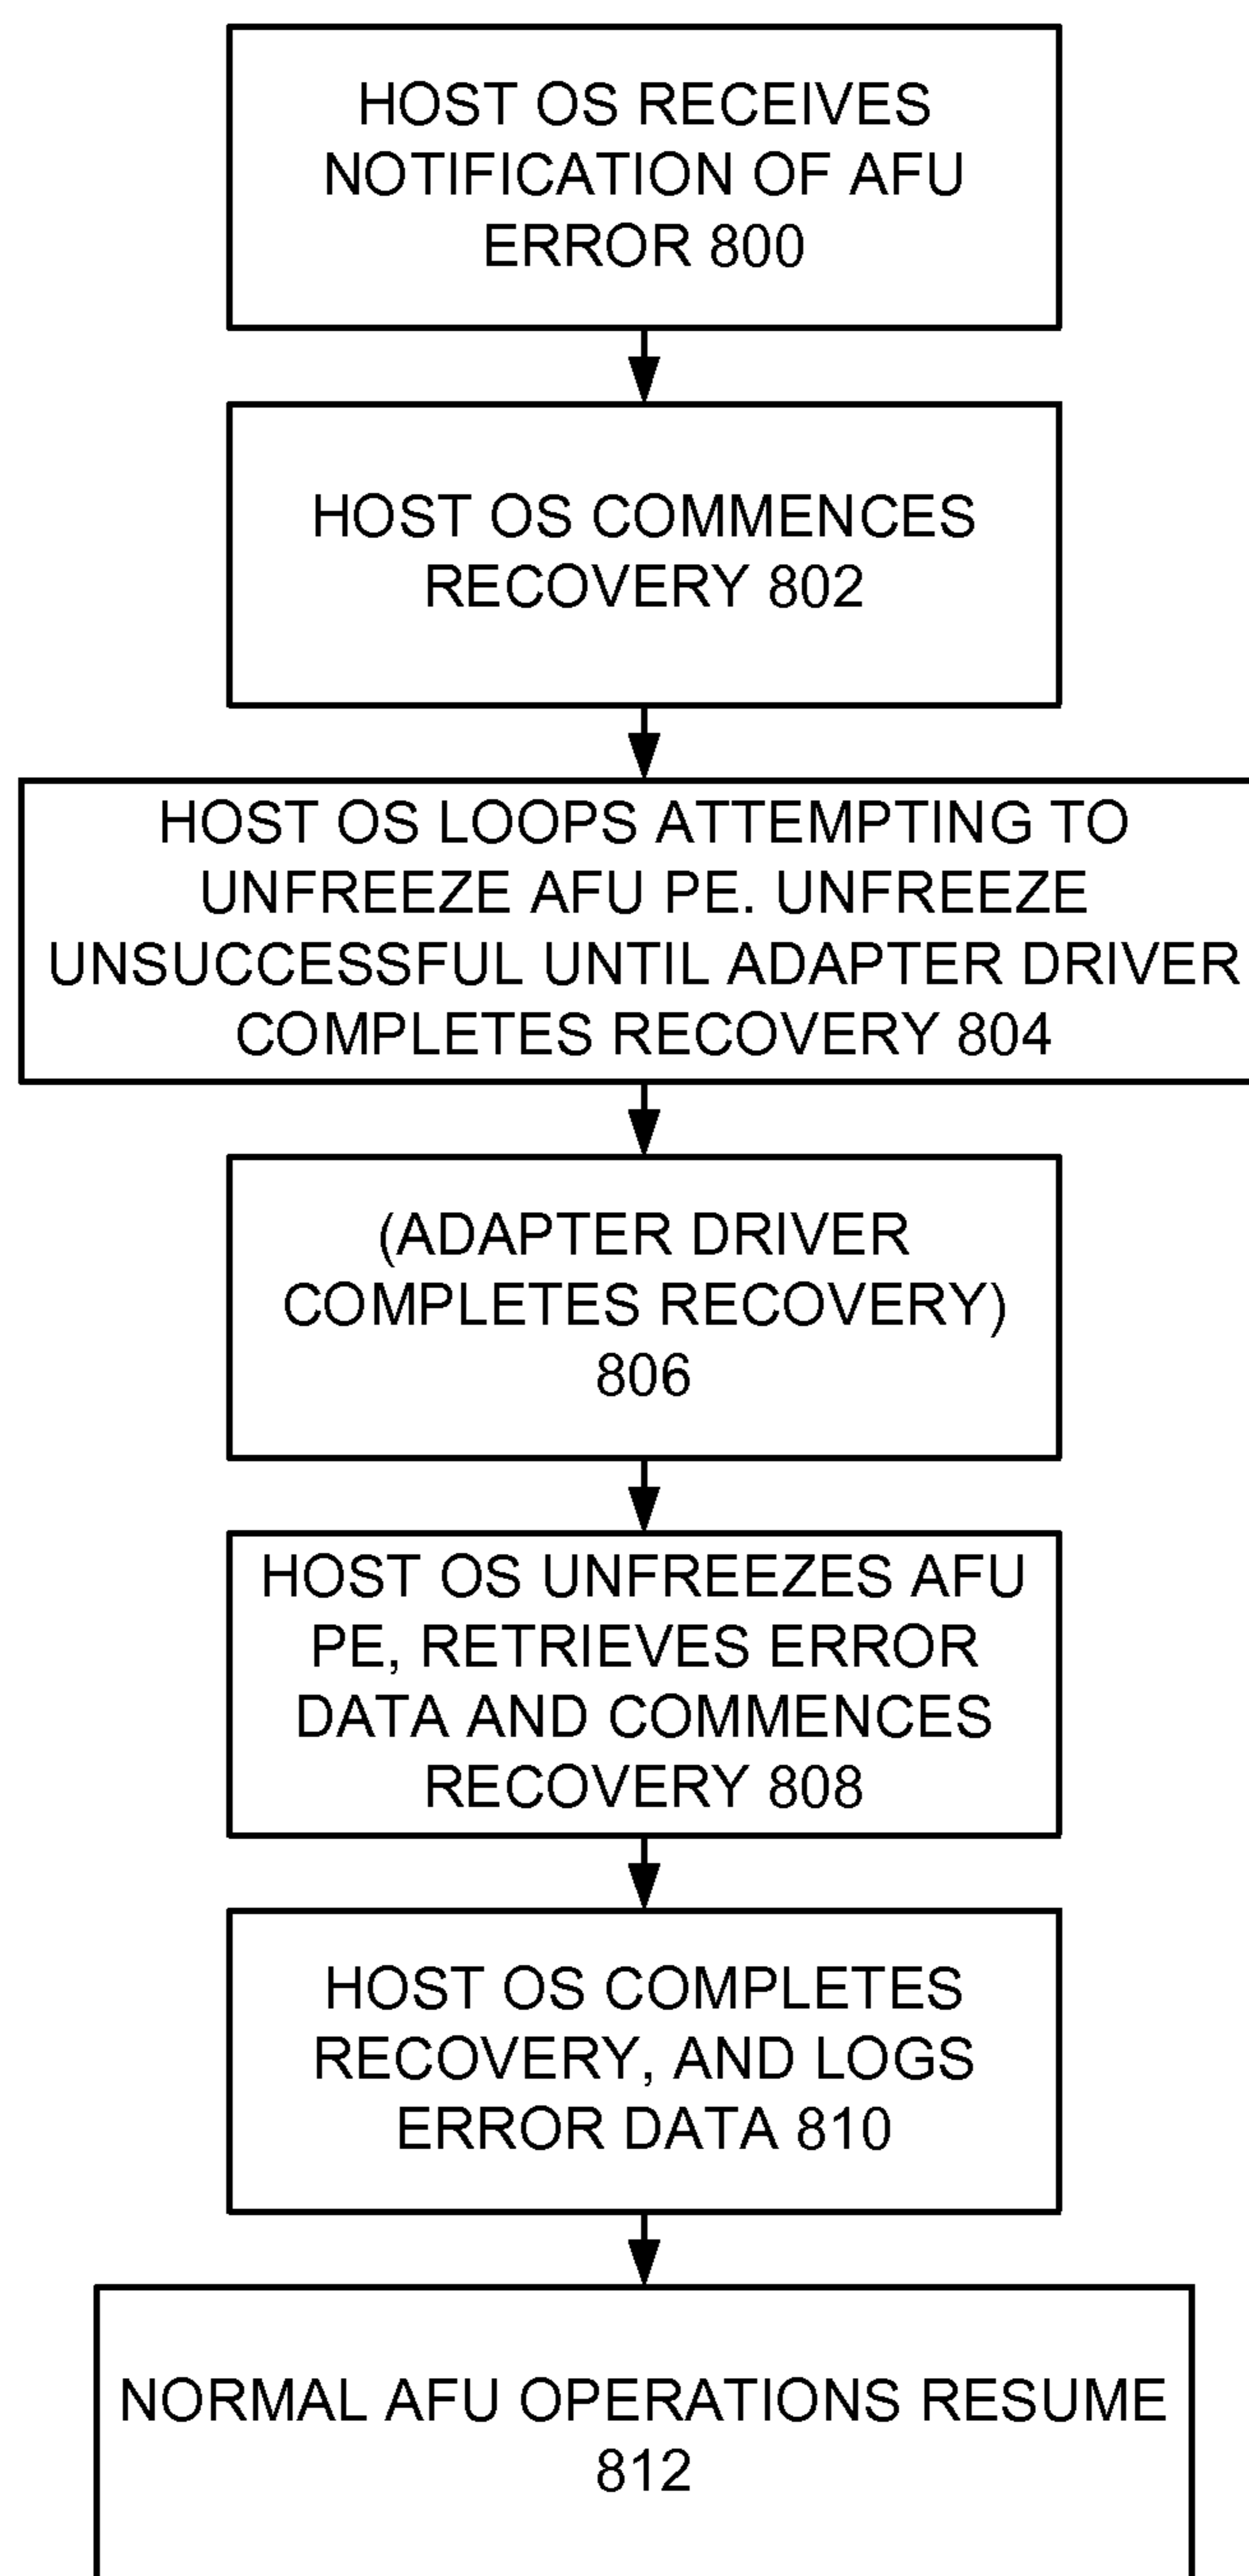 HOST OS RECEIVES
NOTIFICATION OF AFU
ERROR 800
HOST OS COMMENCES
RECOVERY 802
HOST OS LOOPS ATTEMPTING TO
UNFREEZE AFU PE. UNFREEZE
UNSUCCESSFUL UNTIL ADAPTER DRIVER
COMPLETES RECOVERY 804
(ADAPTER DRIVER
COMPLETES RECOVERY)
806
HOST OS UNFREEZES AFU
PE, RETRIEVES ERROR
DATA AND COMMENCES
RECOVERY 808
HOST OS COMPLETES
RECOVERY, AND LOGS
ERROR DATA 810
NORMAL AFU OPERATIONS RESUME
812